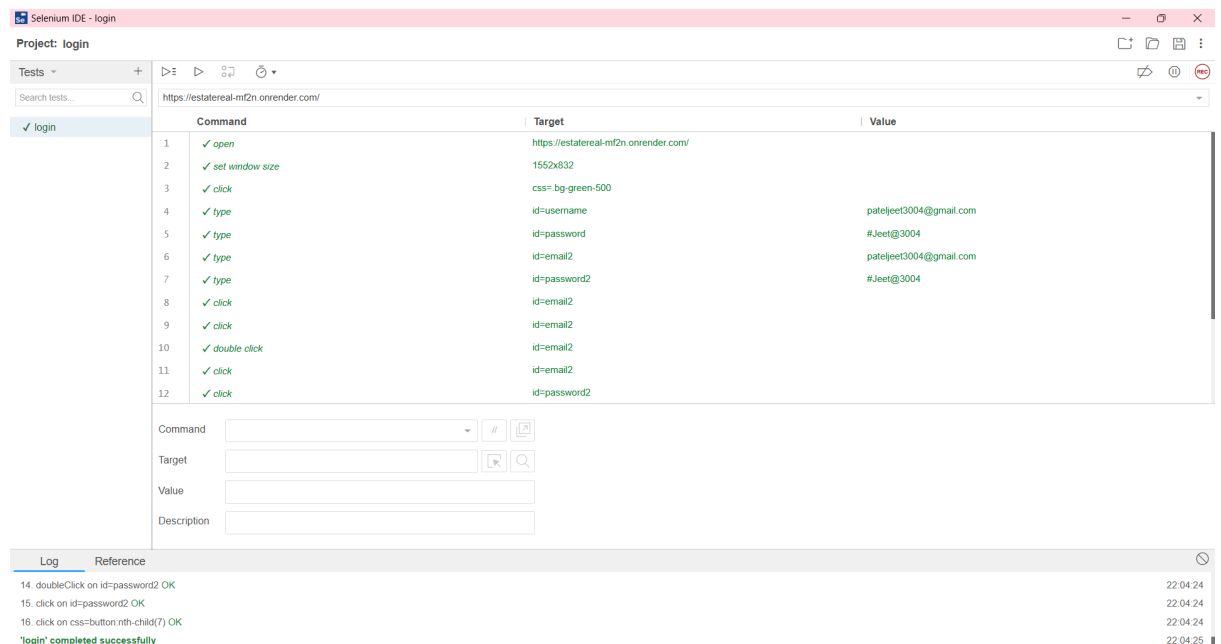 Selenium IDE - login
Project: login
Tests
Search tests...
https://estatereal-mf2n.onrender.com/
✓ login
Command Target Value
1 ✓ open https://estatereal-mf2n.onrender.com/
2 ✓ set window size 1552x832
3 ✓ click css=.bg-green-500
4 ✓ type id=username pateljeet3004@gmail.com
5 ✓ type id=password #Jeet@3004
6 ✓ type id=email2 pateljeet3004@gmail.com
7 ✓ type id=password2 #Jeet@3004
8 ✓ click id=email2
9 ✓ click id=email2
10 ✓ double click id=email2
11 ✓ click id=email2
12 ✓ click id=password2
Command //
Target
Value
Description
Log Reference
14. doubleClick on id=password2 OK 22:04:24
15. click on id=password2 OK 22:04:24
16. click on css=button:nth-child(7) OK 22:04:24
'login' completed successfully 22:04:25